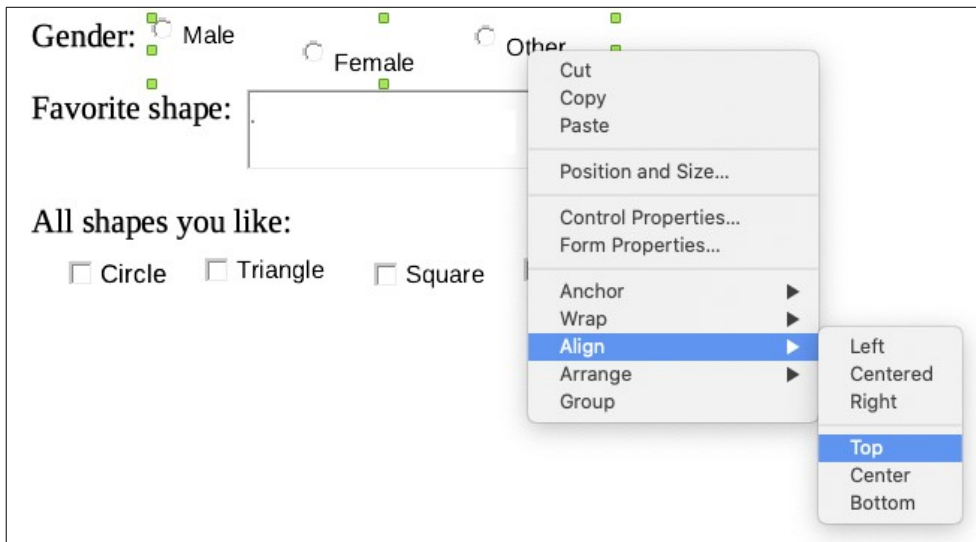 Gender: Male Female Other
Favorite shape:
All shapes you like:
Circle Triangle Square
Cut
Copy
Paste
Position and Size...
Control Properties...
Form Properties...
Anchor
Wrap
Align
Arrange
Group
Left
Centered
Right
Top
Center
Bottom